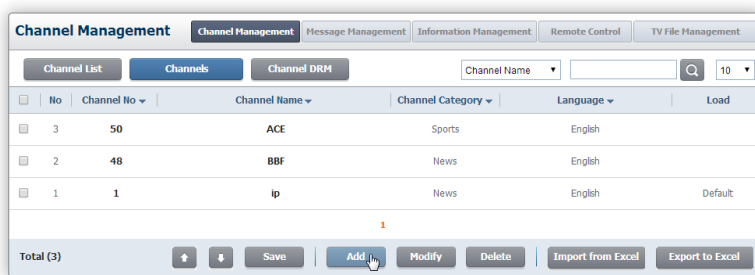 Channel Management Channel Management Message Management Information Management Remote Control TV File Management
Channel List Channels Channel DRM Channel Name 10
No Channel No Channel Name Channel Category Language Load
3 50 ACE Sports English
2 48 BBF News English
1 1 ip News English Default
1
Total (3) Save Add Modify Delete Import from Excel Export to Excel